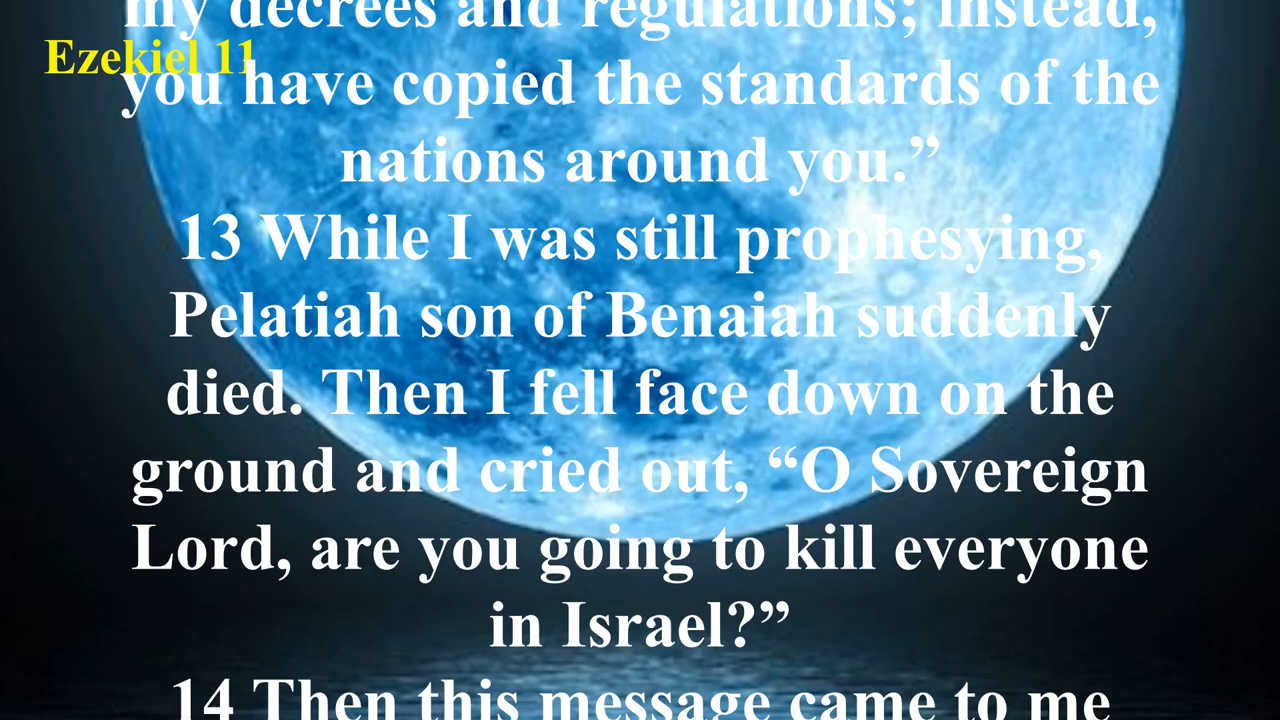 my decrees and regulations; instead,
Ezekiel 11
you have copied the standards of the
nations around you.”
13 While I was still prophesying,
Pelatiah son of Benaiah suddenly
died. Then I fell face down on the
ground and cried out, “O Sovereign
Lord, are you going to kill everyone
in Israel?”
14 Then this message came to me